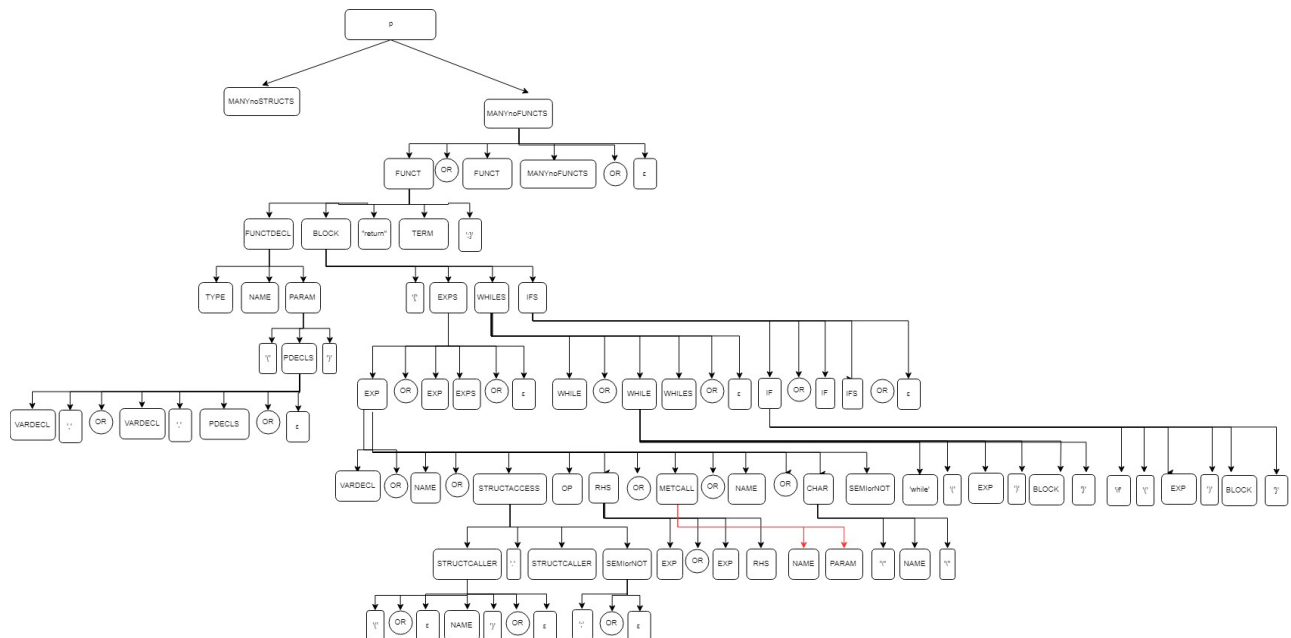 p
MANYnoSTRUCTS
MANYnoFUNCTS
FUNCT OR FUNCT MANYnoFUNCTS OR ε
FUNCTDECL BLOCK "return" TERM ';}'
TYPE NAME PARAM '{' EXPS WHILES IFS
'(' PDECLS ')'
EXP OR EXP EXPS OR ε WHILE OR WHILE WHILES OR ε IF OR IF IFS OR ε
VARDECL OR VARDECL PDECLS OR ε
VARDECL OR NAME OR STRUCTACCESS OP RHS OR METCALL OR NAME OR CHAR SEMIorNOT 'while' '(' EXP ')' BLOCK '}' 'if' '(' EXP ')' BLOCK '}'
STRUCTCALLER '.' STRUCTCALLER SEMIorNOT EXP OR EXP RHS NAME PARAM NAME
'(' OR ε NAME ')' OR ε OR ε